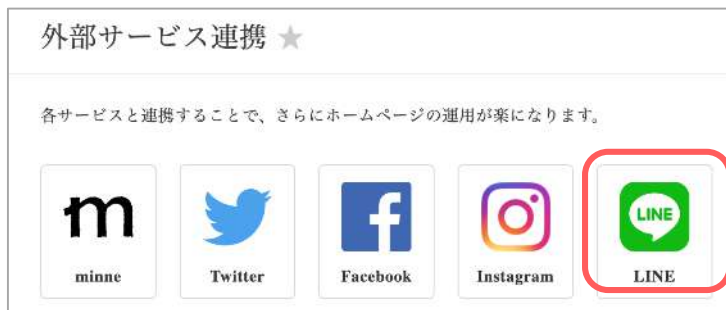 外部サービス連携 ★
各サービスと連携することで、さらにホームページの運用が楽になります。
m
LINE
minne
Twitter
Facebook
Instagram
LINE